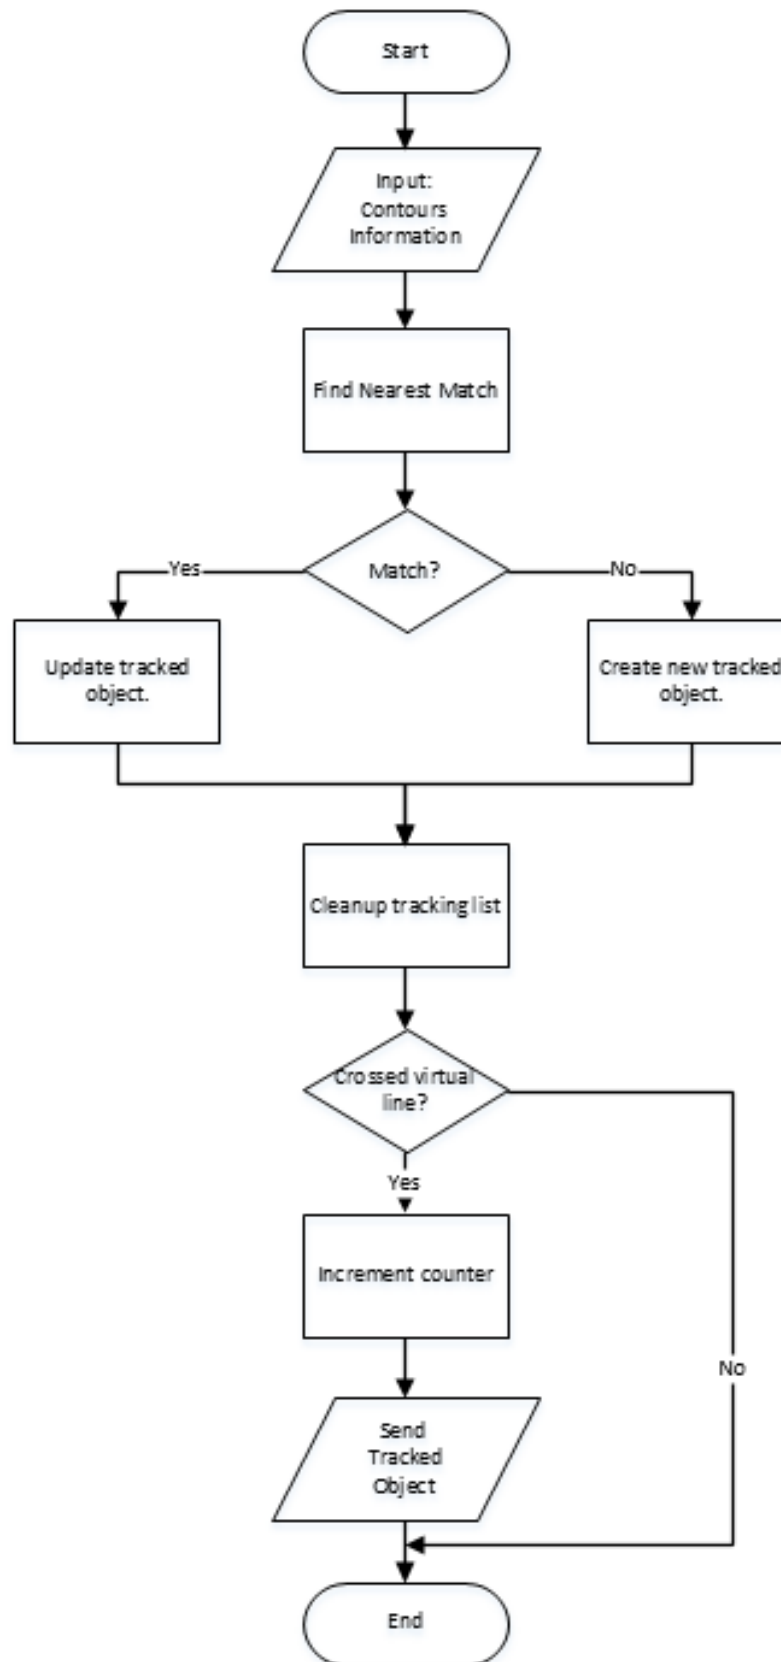 Start
Input:
Contours
Information
Find Nearest Match
Match?
Yes
No
Update tracked
object.
Create new tracked
object.
Cleanup tracking list
Crossed virtual
line?
Yes
Increment counter
No
Send
Tracked
Object
End